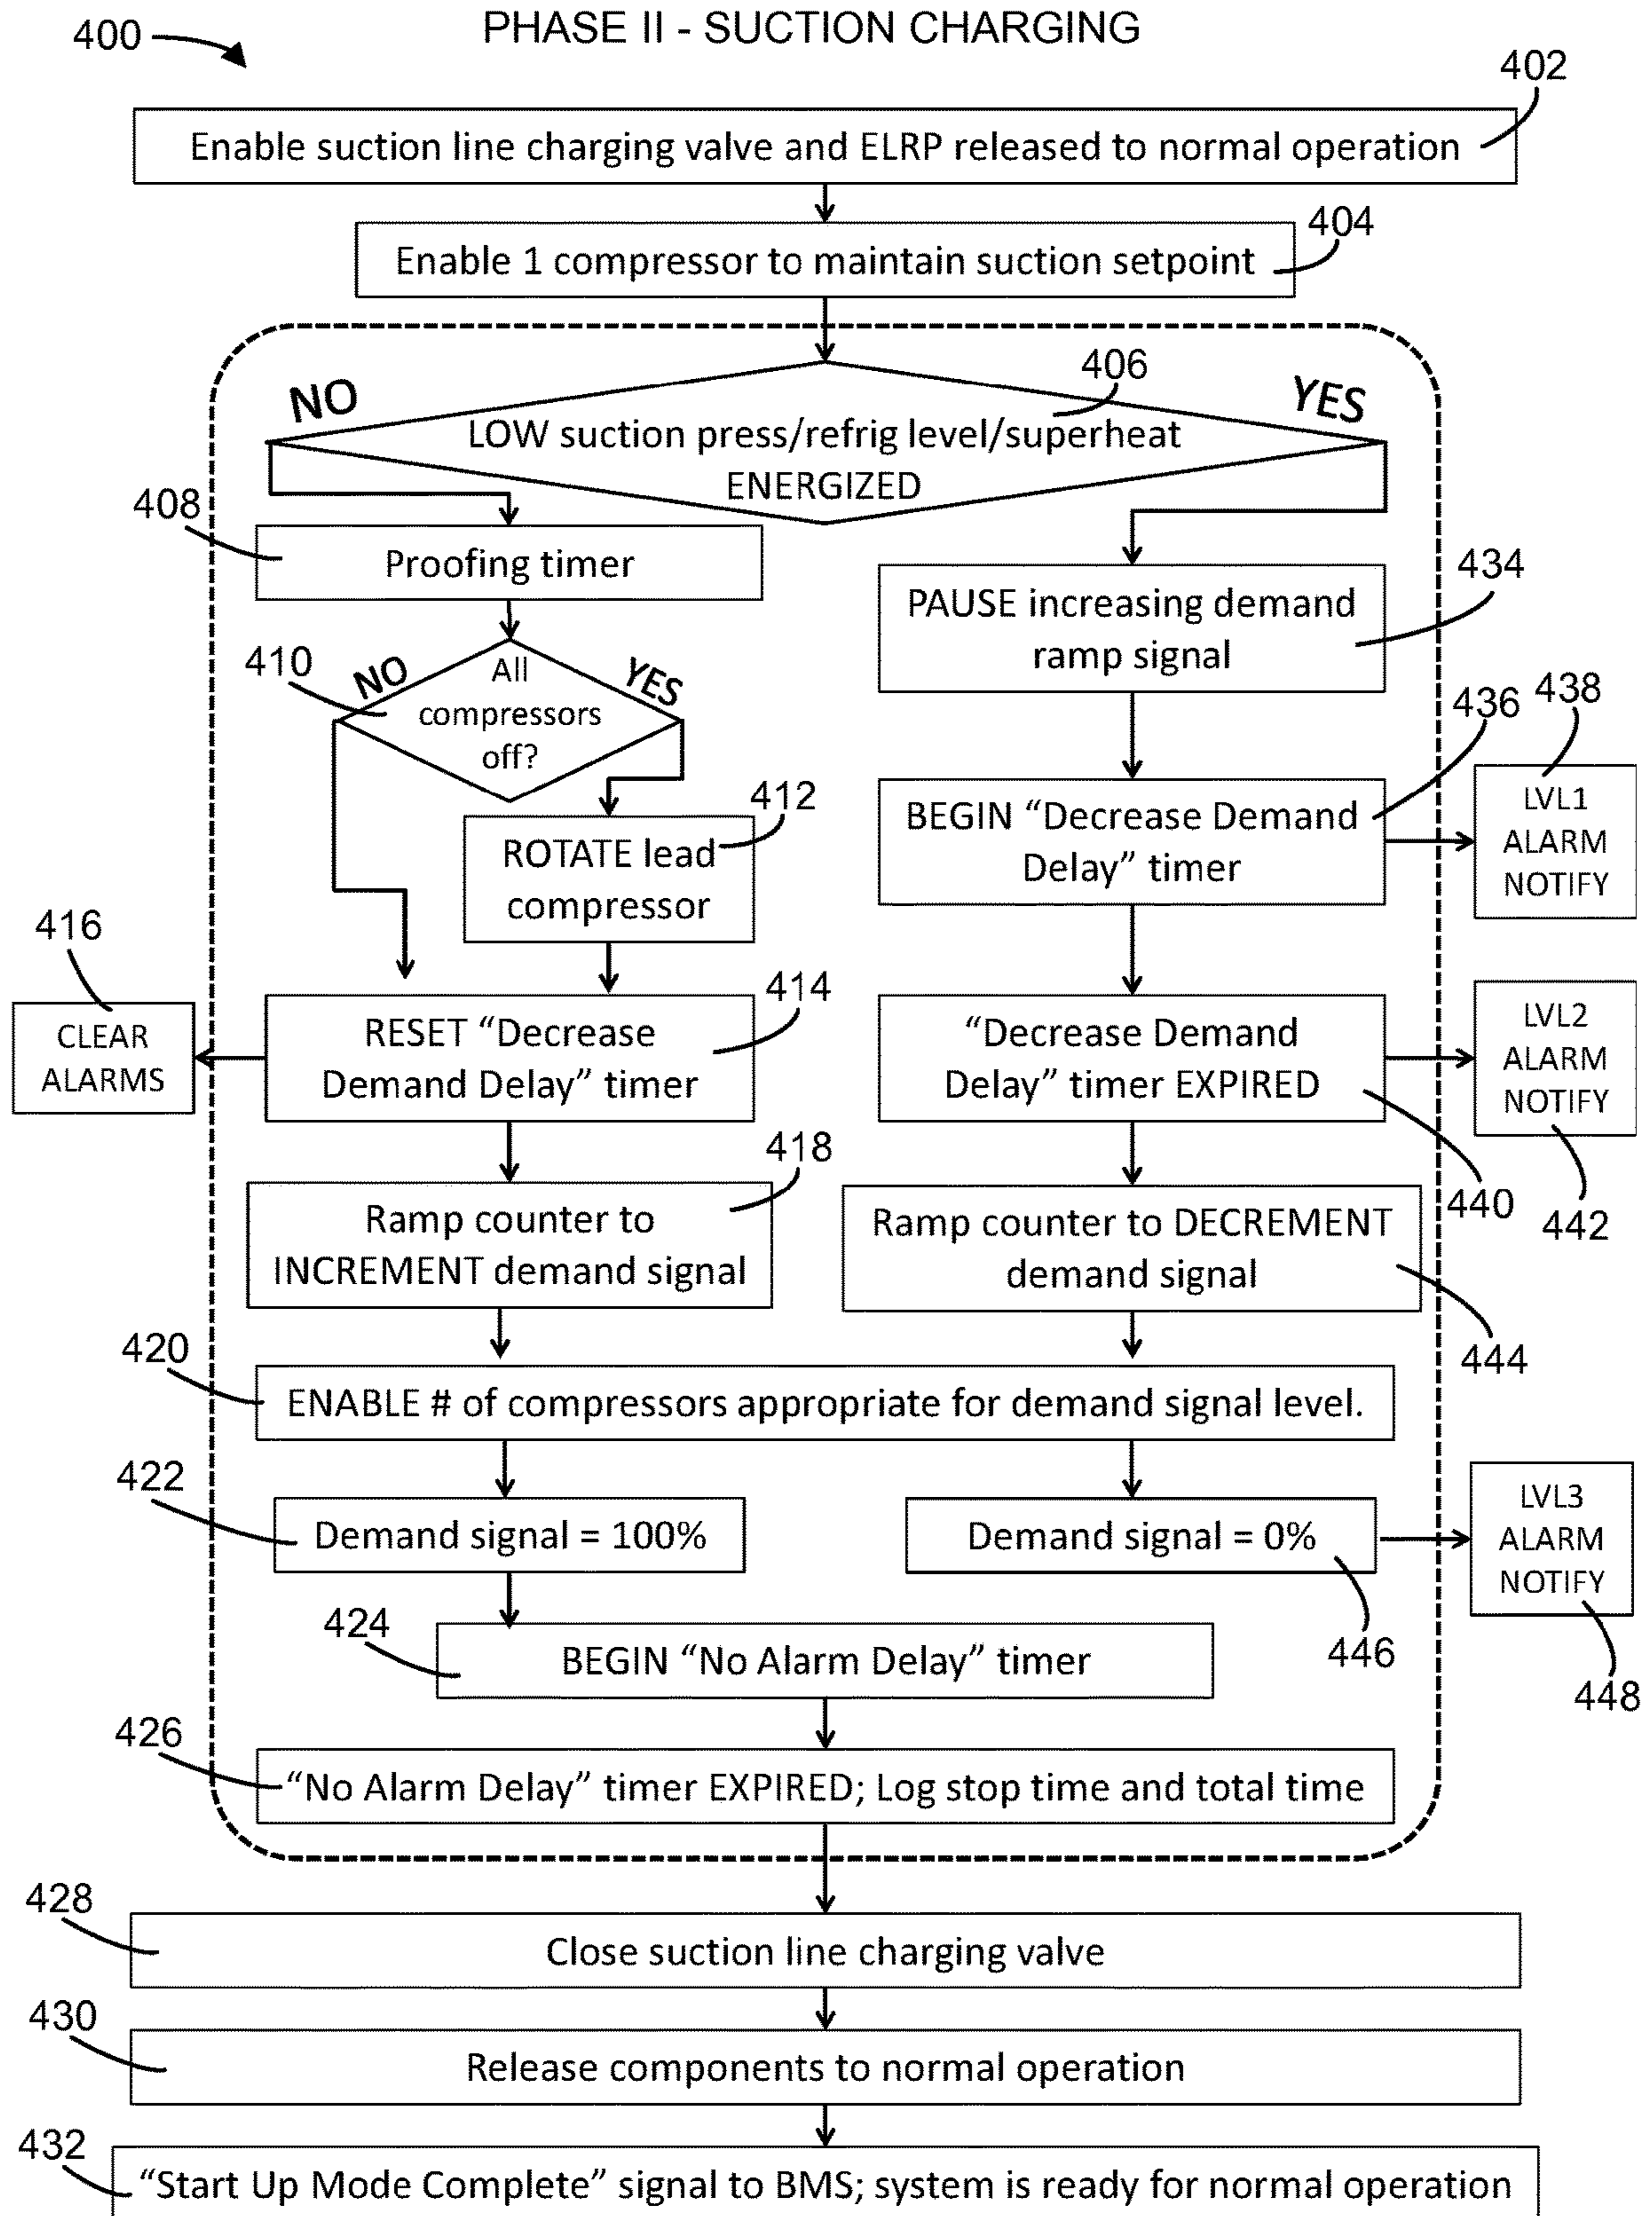 PHASE II - SUCTION CHARGING
400
402
Enable suction line charging valve and ELRP released to normal operation
404
Enable 1 compressor to maintain suction setpoint
406
NO
YES
LOW suction press/refrig level/superheat
ENERGIZED
408
Proofing timer
434
PAUSE increasing demand
ramp signal
410
NO
YES
All
compressors
off?
412
ROTATE lead
compressor
436
438
BEGIN “Decrease Demand
Delay” timer
LVL1
ALARM
NOTIFY
416
CLEAR
ALARMS
414
RESET “Decrease
Demand Delay” timer
“Decrease Demand
Delay” timer EXPIRED
440
LVL2
ALARM
NOTIFY
442
418
Ramp counter to
INCREMENT demand signal
Ramp counter to DECREMENT
demand signal
444
420
ENABLE # of compressors appropriate for demand signal level.
422
Demand signal = 100%
Demand signal = 0%
446
LVL3
ALARM
NOTIFY
448
424
BEGIN “No Alarm Delay” timer
426
“No Alarm Delay” timer EXPIRED; Log stop time and total time
428
Close suction line charging valve
430
Release components to normal operation
432
“Start Up Mode Complete” signal to BMS; system is ready for normal operation